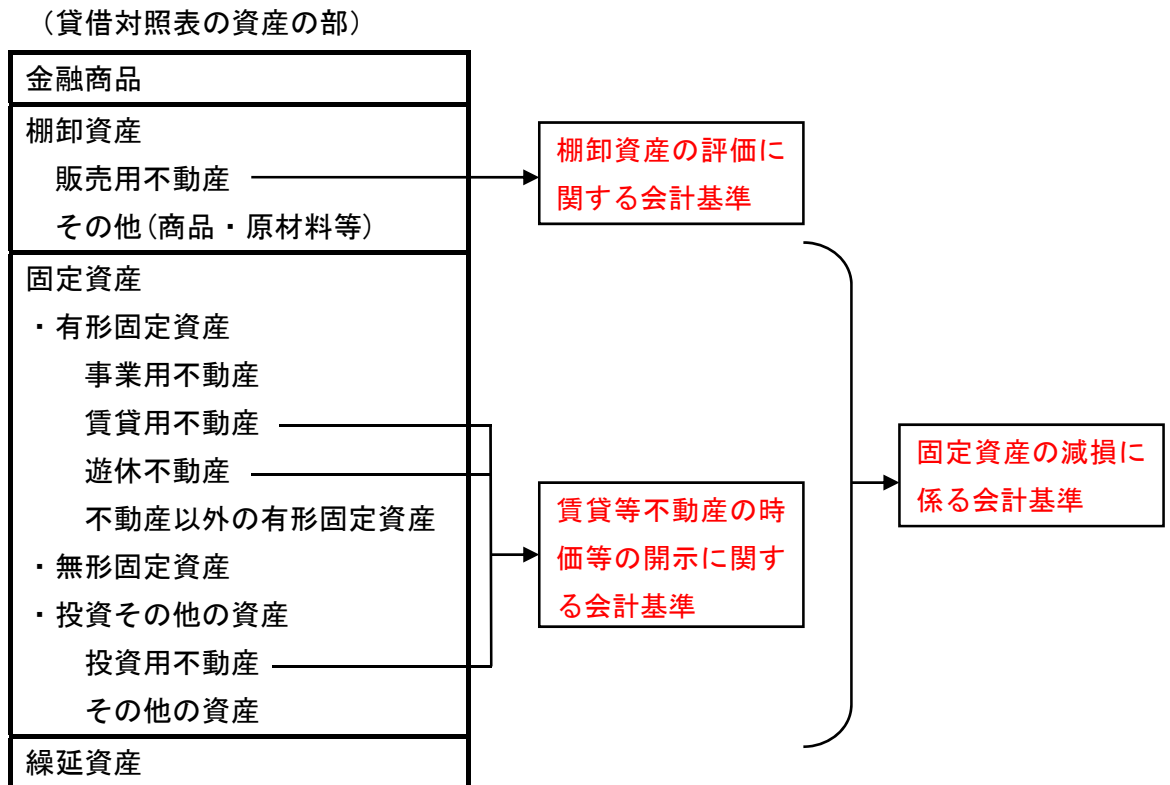 (貸借対照表の資産の部)
金融商品
棚卸資産
販売用不動産
その他(商品・原材料等)
固定資産
・有形固定資産
事業用不動産
賃貸用不動産
遊休不動産
不動産以外の有形固定資産
・無形固定資産
・投資その他の資産
投資用不動産
その他の資産
繰延資産
棚卸資産の評価に
関する会計基準
賃貸等不動産の時
価等の開示に関す
る会計基準
固定資産の減損に
係る会計基準